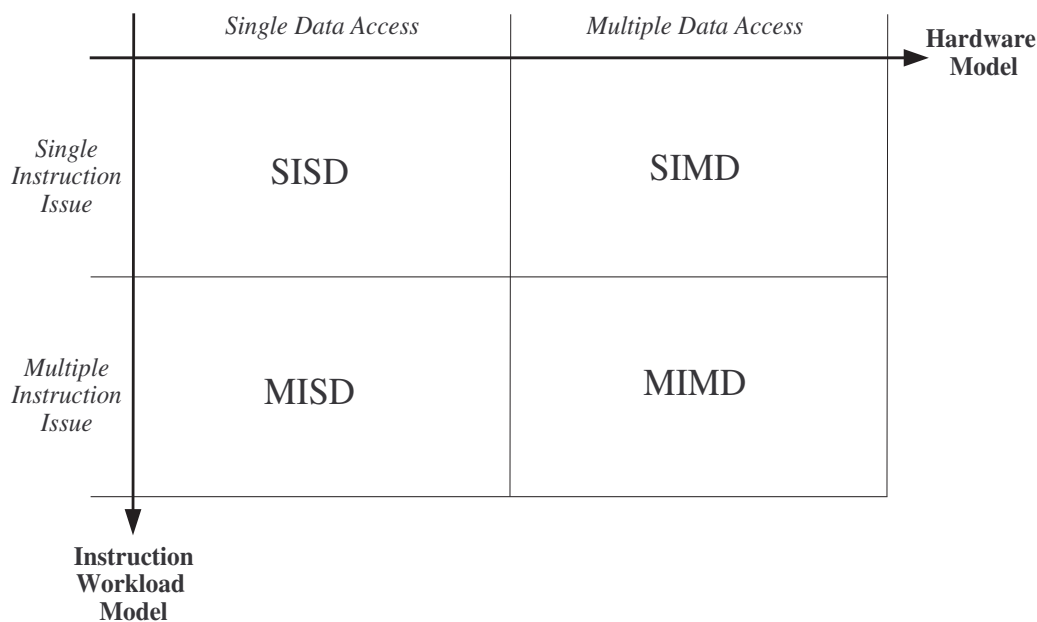 Single Data Access
Multiple Data Access
Hardware
Model
Single
Instruction
Issue
SISD
SIMD
Multiple
Instruction
Issue
MISD
MIMD
Instruction
Workload
Model